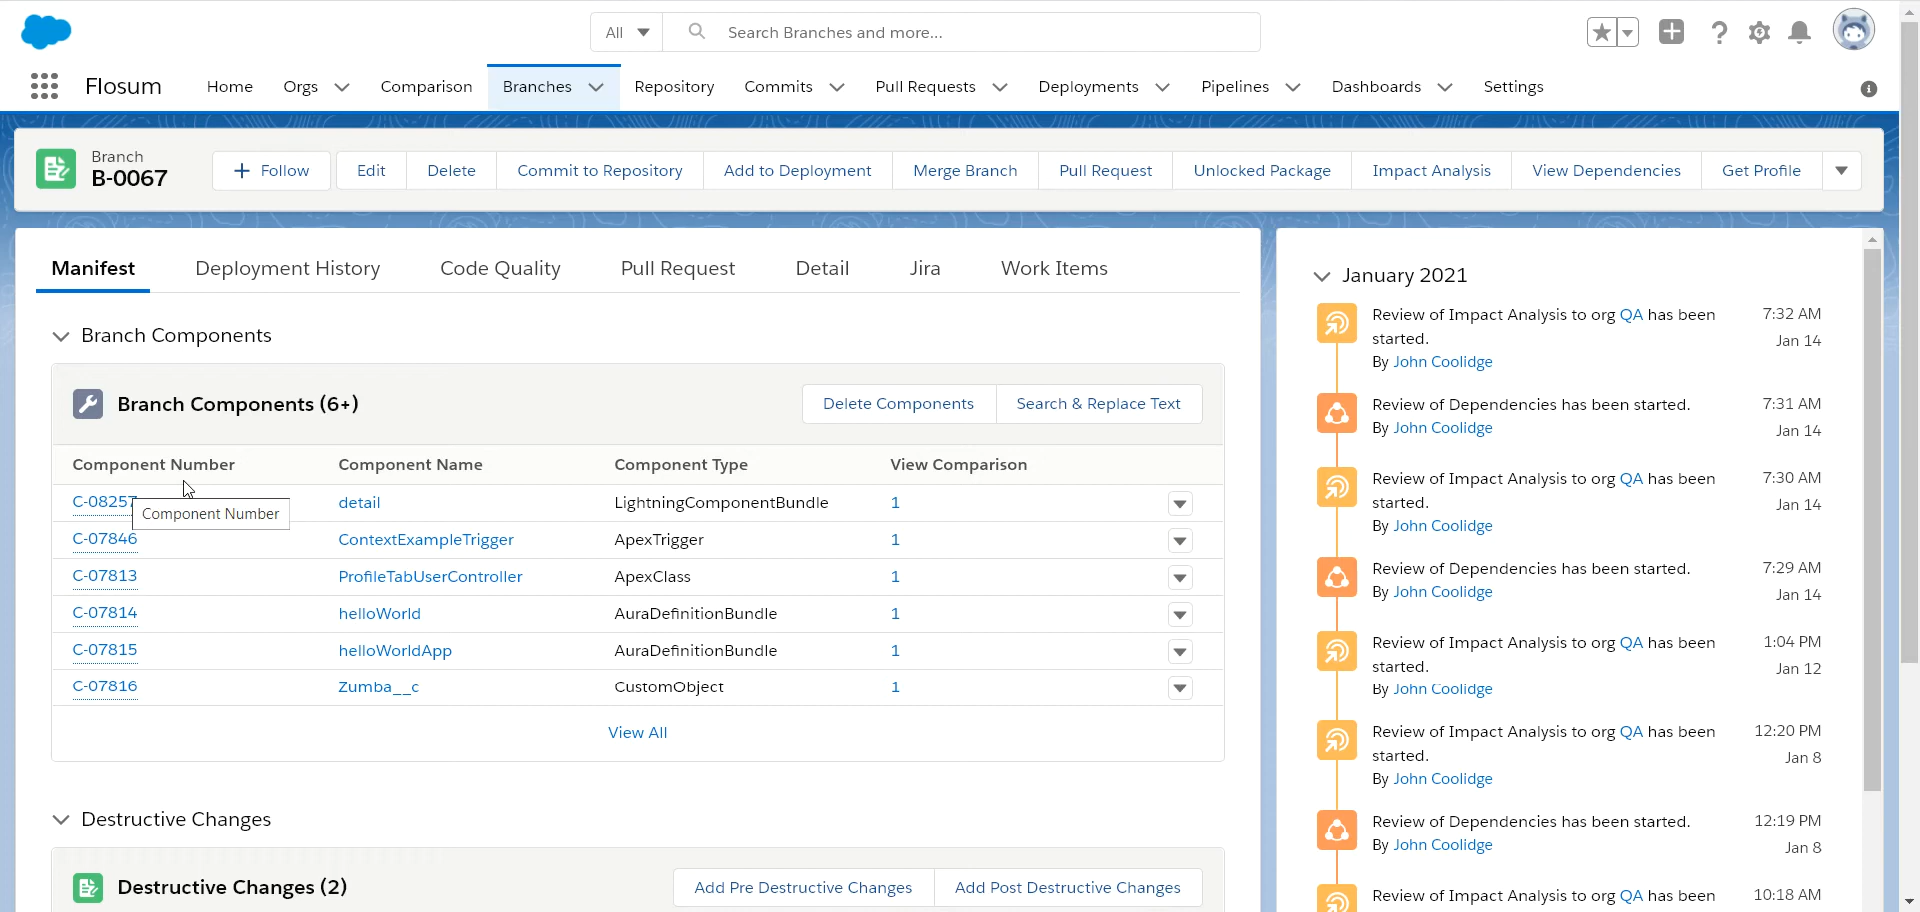 All
Search Branches and more...
Flosum
Home
Orgs
Comparison
Branches
Repository
Commits
Pull Requests
Deployments
Pipelines
Dashboards
Settings
Branch
B-0067
Follow
Edit
Delete
Commit to Repository
Add to Deployment
Merge Branch
Pull Request
Unlocked Package
Impact Analysis
View Dependencies
Get Profile
Manifest
Deployment History
Code Quality
Pull Request
Detail
Jira
Work Items
Branch Components
Branch Components (6+)
Delete Components
Search & Replace Text
Component Number Component Name Component Type View Comparison
C-08257 detail LightningComponentBundle 1
Component Number
C-07846 ContextExampleTrigger ApexTrigger 1
C-07813 ProfileTabUserController ApexClass 1
C-07814 helloWorld AuraDefinitionBundle 1
C-07815 helloWorldApp AuraDefinitionBundle 1
C-07816 Zumba__c CustomObject 1
View All
Destructive Changes
Destructive Changes (2)
Add Pre Destructive Changes
Add Post Destructive Changes
January 2021
Review of Impact Analysis to org QA has been 7:32 AM
started. Jan 14
By John Coolidge
Review of Dependencies has been started. 7:31 AM
By John Coolidge Jan 14
Review of Impact Analysis to org QA has been 7:30 AM
started. Jan 14
By John Coolidge
Review of Dependencies has been started. 7:29 AM
By John Coolidge Jan 14
Review of Impact Analysis to org QA has been 1:04 PM
started. Jan 12
By John Coolidge
Review of Impact Analysis to org QA has been 12:20 PM
started. Jan 8
By John Coolidge
Review of Dependencies has been started. 12:19 PM
By John Coolidge Jan 8
Review of Impact Analysis to org QA has been 10:18 AM